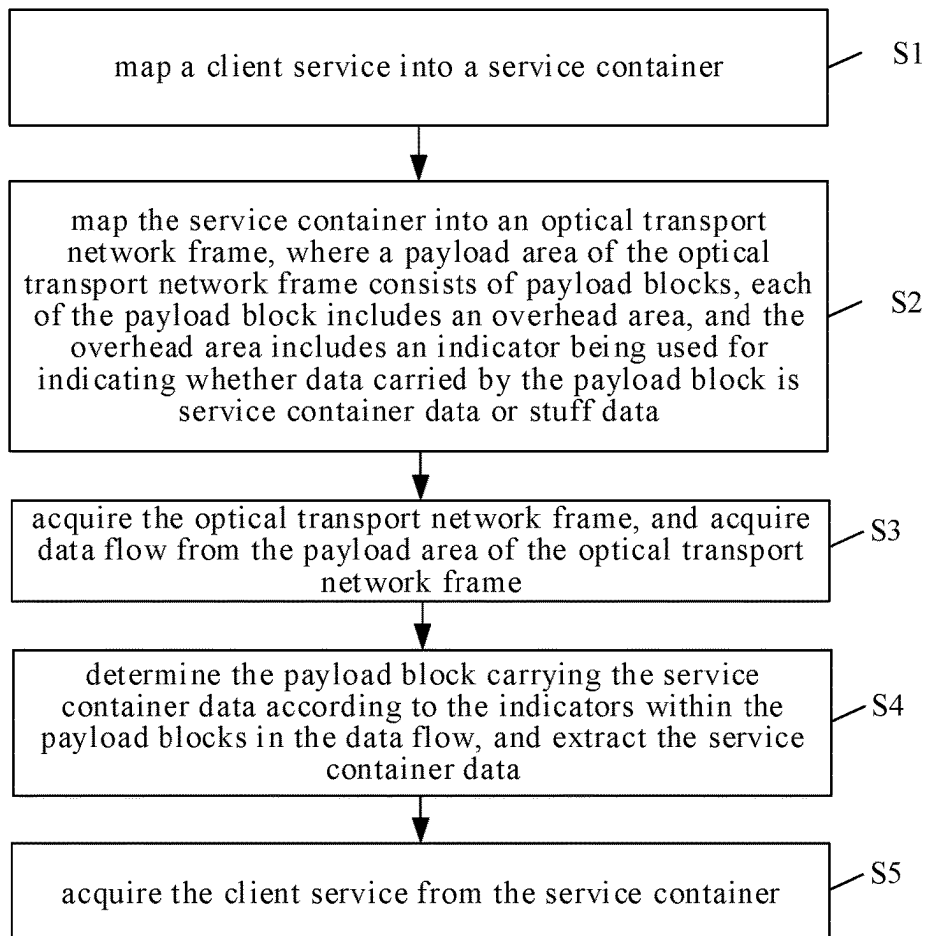 map a client service into a service container
S1
map the service container into an optical transport
network frame, where a payload area of the optical
transport network frame consists of payload blocks, each
of the payload block includes an overhead area, and the
overhead area includes an indicator being used for
indicating whether data carried by the payload block is
service container data or stuff data
S2
acquire the optical transport network frame, and acquire
data flow from the payload area of the optical transport
network frame
S3
determine the payload block carrying the service
container data according to the indicators within the
payload blocks in the data flow, and extract the service
container data
S4
acquire the client service from the service container
S5